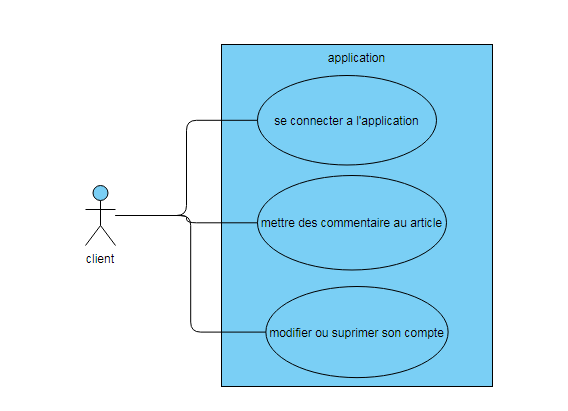 application
se connecter a l'application
mettre des commentaire au article
client
modifier ou suprimer son compte